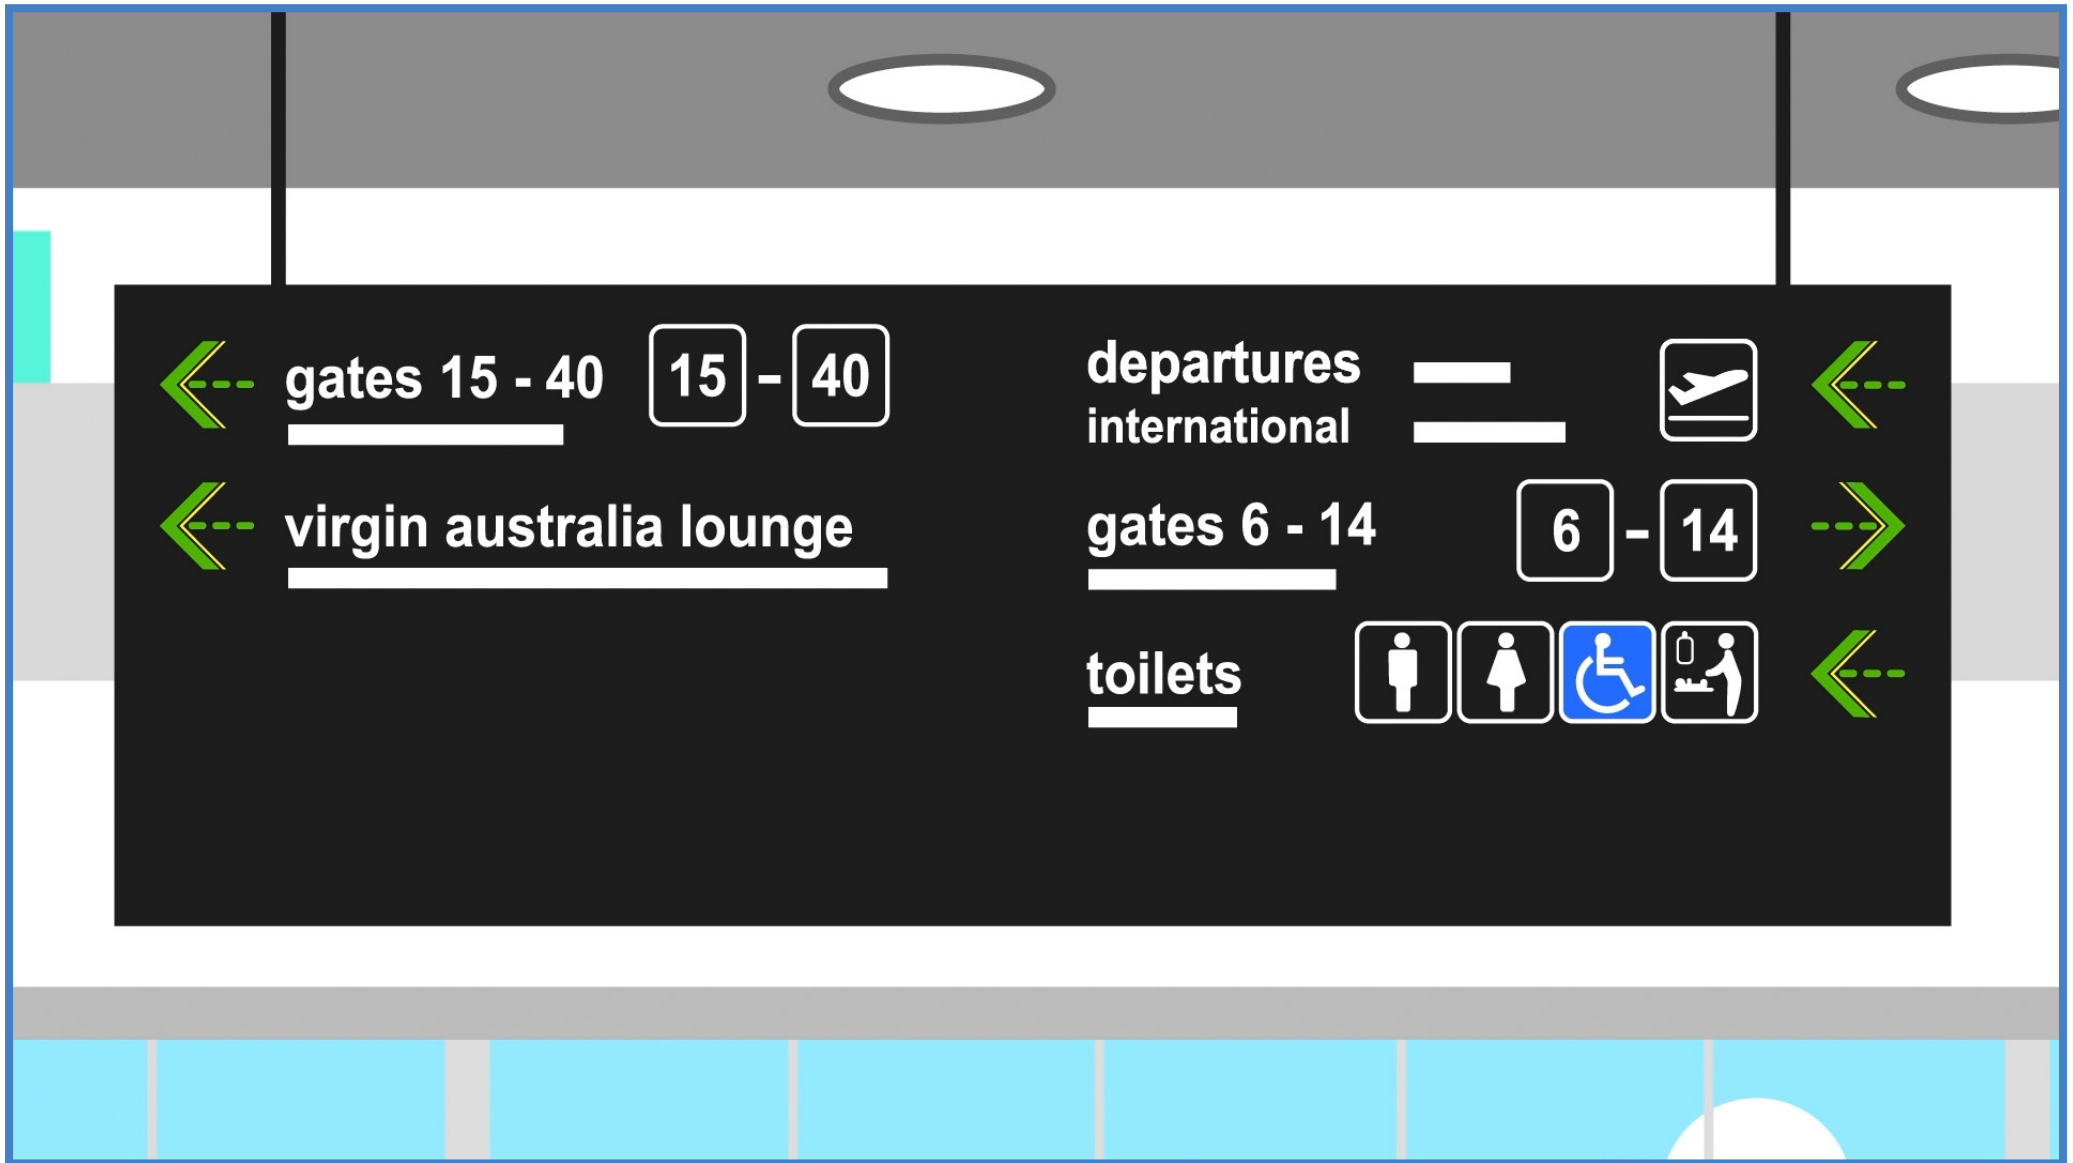 gates 15 - 40 15 - 40
virgin australia lounge
departures
international
gates 6 - 14 6 - 14
toilets